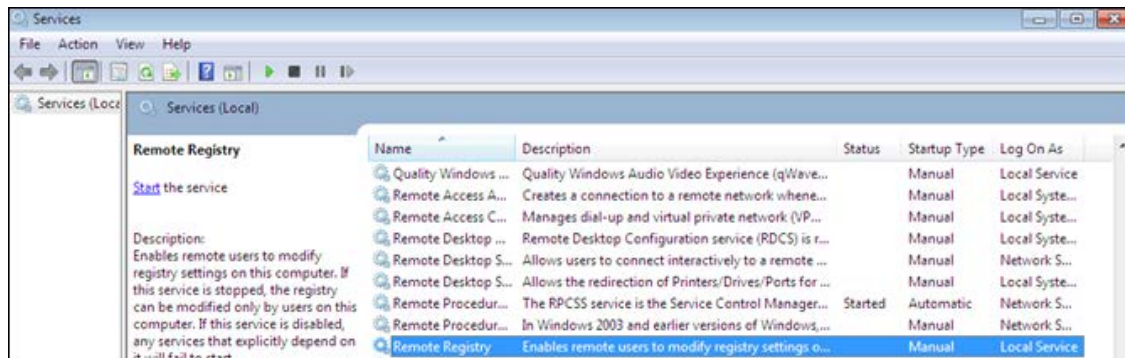 Services
File Action View Help
Services (Loca
Services (Local)
Remote Registry
Start the service
Description:
Enables remote users to modify
registry settings on this computer. If
this service is stopped, the registry
can be modified only by users on this
computer. If this service is disabled,
any services that explicitly depend on
it will fail to start.
Name Description Status Startup Type Log On As
Quality Windows ... Quality Windows Audio Video Experience (qWave... Manual Local Service
Remote Access A... Creates a connection to a remote network whene... Manual Local Syste...
Remote Access C... Manages dial-up and virtual private network (VP... Manual Local Syste...
Remote Desktop ... Remote Desktop Configuration service (RDCS) is r... Manual Local Syste...
Remote Desktop S... Allows users to connect interactively to a remote ... Manual Network S...
Remote Desktop S... Allows the redirection of Printers/Drives/Ports for ... Manual Local Syste...
Remote Procedur... The RPCSS service is the Service Control Manager... Started Automatic Network S...
Remote Procedur... In Windows 2003 and earlier versions of Windows,... Manual Network S...
Remote Registry Enables remote users to modify registry settings o... Manual Local Service